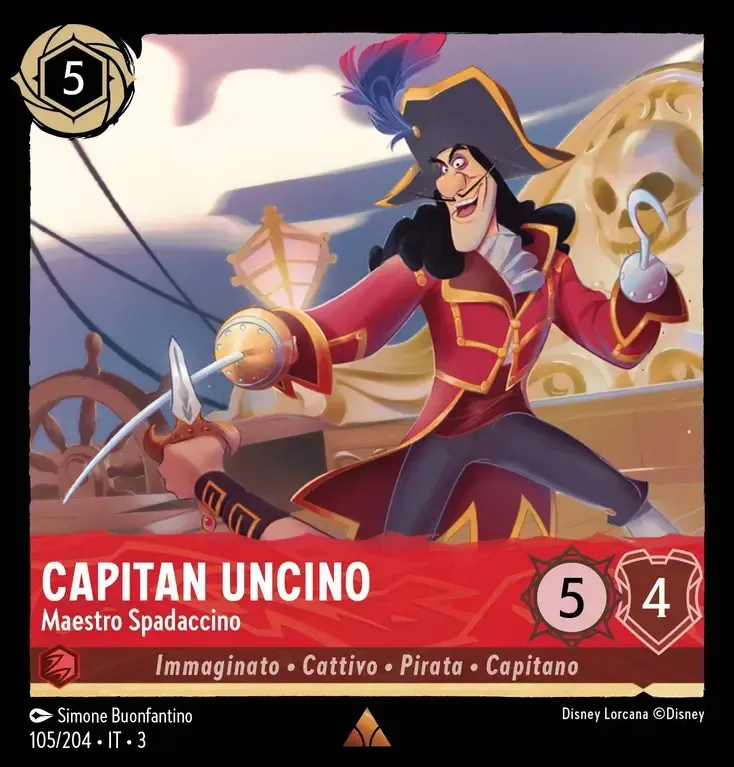 5
CAPITAN UNCINO
Maestro Spadaccino
5 4
Immaginato • Cattivo • Pirata • Capitano
Simone Buonfantino
Disney Lorcana ©Disney
105/204 • IT • 3